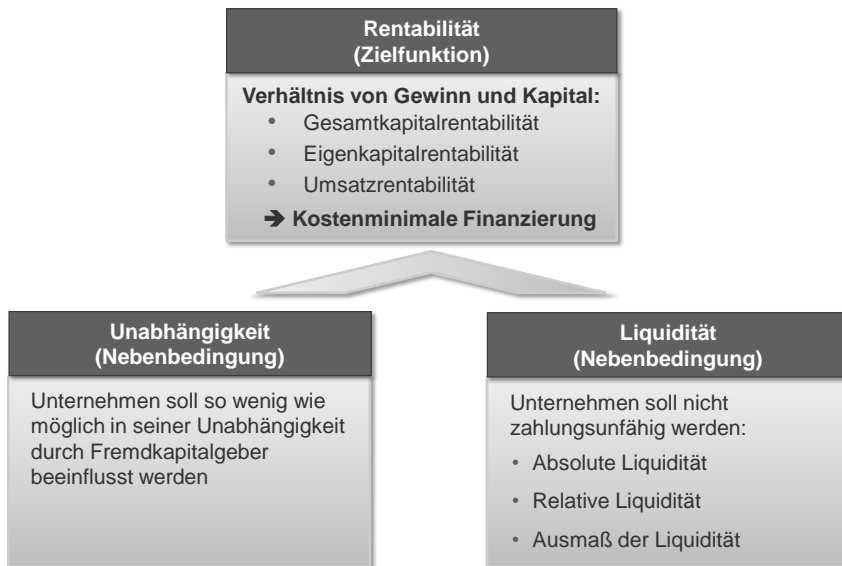 Rentabilität
(Zielfunktion)
Verhältnis von Gewinn und Kapital:
• Gesamtkapitalrentabilität
• Eigenkapitalrentabilität
• Umsatzrentabilität
➔ Kostenminimale Finanzierung
Unabhängigkeit
(Nebenbedingung)
Unternehmen soll so wenig wie
möglich in seiner Unabhängigkeit
durch Fremdkapitalgeber
beeinflusst werden
Liquidität
(Nebenbedingung)
Unternehmen soll nicht
zahlungsunfähig werden:
• Absolute Liquidität
• Relative Liquidität
• Ausmaß der Liquidität